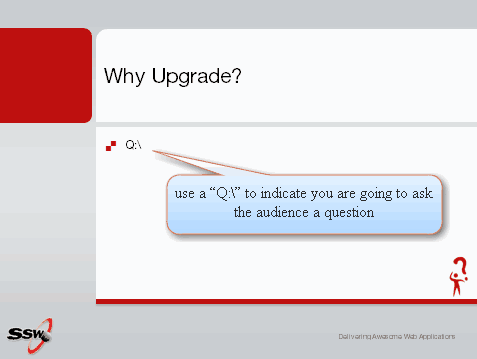 Why Upgrade?
Q:\
use a “Q:\” to indicate you are going to ask
the audience a question
?
SSW
Delivering Awesome Web Applications